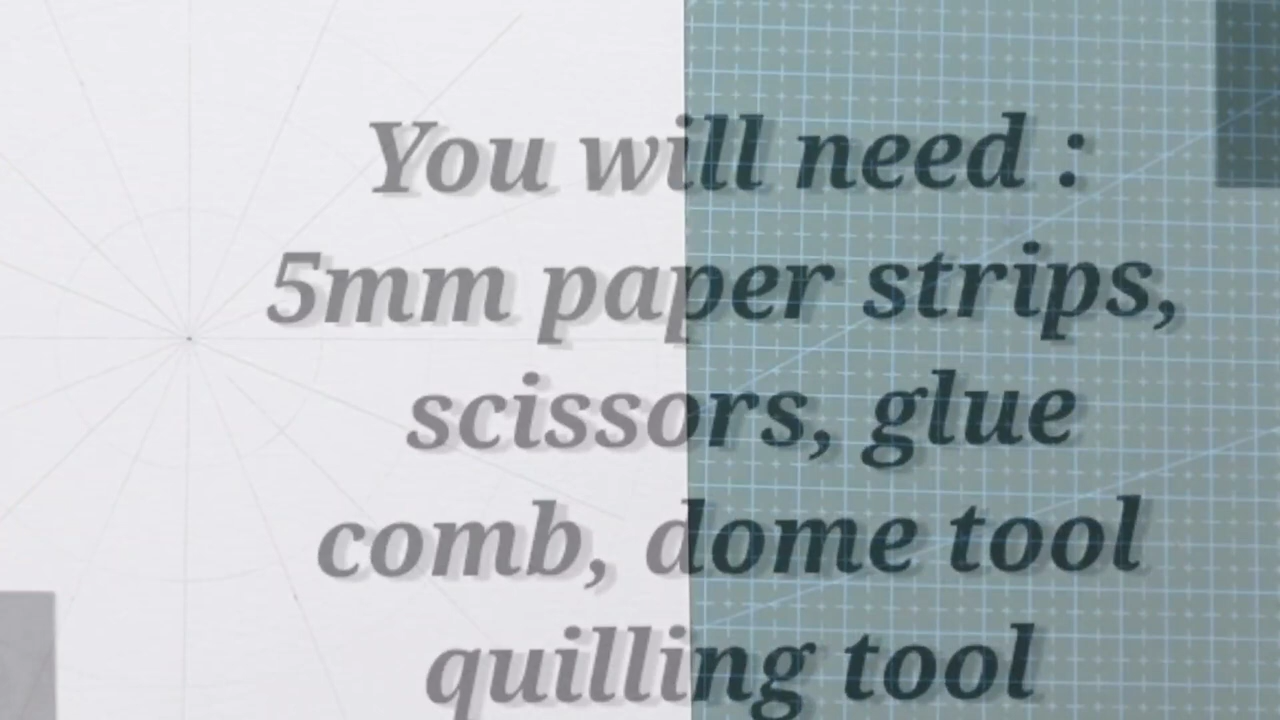 You will need :
5mm paper strips,
scissors, glue
comb, dome tool
quilling tool